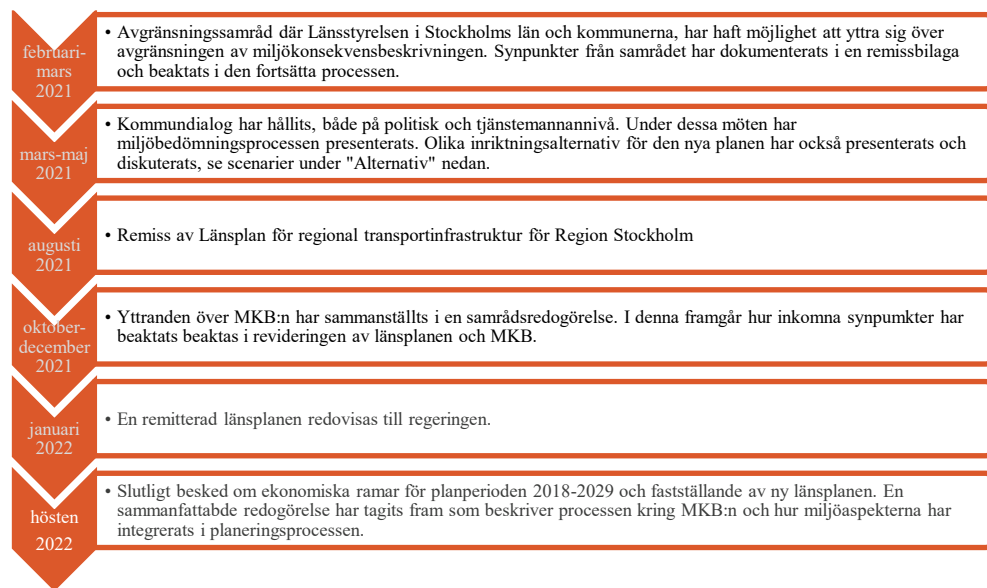 februari-
mars
2021
• Avgränsningssamråd där Länsstyrelsen i Stockholms län och kommunerna, har haft möjlighet att yttra sig över
avgränsningen av miljökonsekvensbeskrivningen. Synpunkter från samrådet har dokumenterats i en remissbilaga
och beaktats i den fortsätta processen.
mars-maj
2021
• Kommundialog har hållits, både på politisk och tjänstemannannivå. Under dessa möten har
miljöbedömningsprocessen presenterats. Olika inriktningsalternativ för den nya planen har också presenterats och
diskuterats, se scenarier under "Alternativ" nedan.
augusti
2021
• Remiss av Länsplan för regional transportinfrastruktur för Region Stockholm
oktober-
december
2021
• Yttranden över MKB:n har sammanställts i en samrådsredogörelse. I denna framgår hur inkomna synpumkter har
beaktats beaktas i revideringen av länsplanen och MKB.
januari
2022
• En remitterad länsplanen redovisas till regeringen.
hösten
2022
• Slutligt besked om ekonomiska ramar för planperioden 2018-2029 och fastställande av ny länsplanen. En
sammanfattabde redogörelse har tagits fram som beskriver processen kring MKB:n och hur miljöaspekterna har
integrerats i planeringsprocessen.